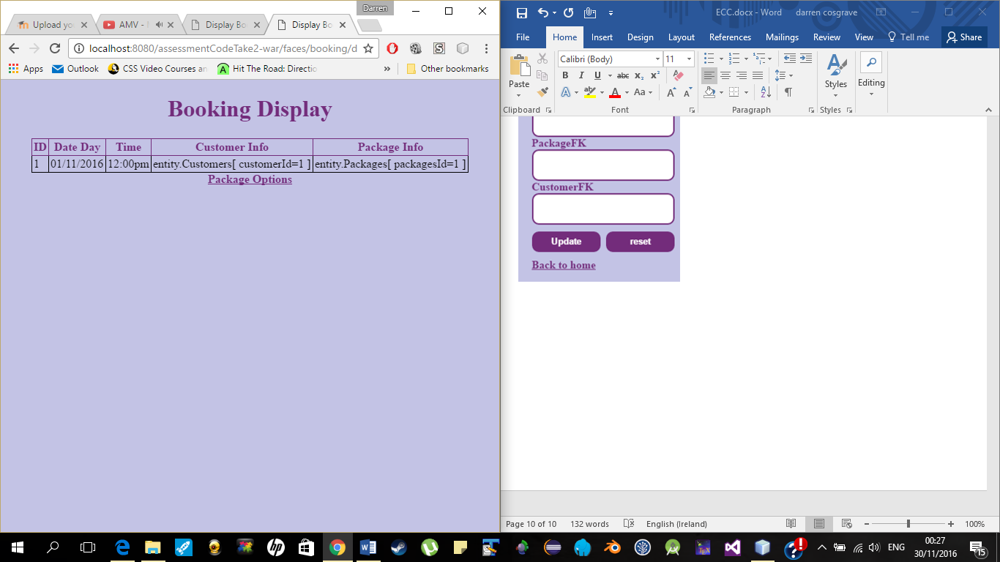 Darren
Upload yo
AMV -
Display Bo
Display Bo
localhost:8080/assessmentCodeTake2-war/faces/booking/d
Apps
Outlook
CSS Video Courses an
Hit The Road: Directio
»
Other bookmarks
Booking Display
ID Date Day Time Customer Info Package Info
1 01/11/2016 12:00pm entity.Customers[ customerId=1 ] entity.Packages[ packagesId=1 ]
Package Options
ECC.docx - Word
darren cosgrave
File Home Insert Design Layout References Mailings Review View Tell me Share
Calibri (Body) 11
Paste
B I U abc x₂ x²
A aby A Aa A A
Styles
Editing
Clipboard Font Paragraph Styles
PackageFK
CustomerFK
Update reset
Back to home
Page 10 of 10 132 words English (Ireland) 100%
ENG
00:27
30/11/2016
15